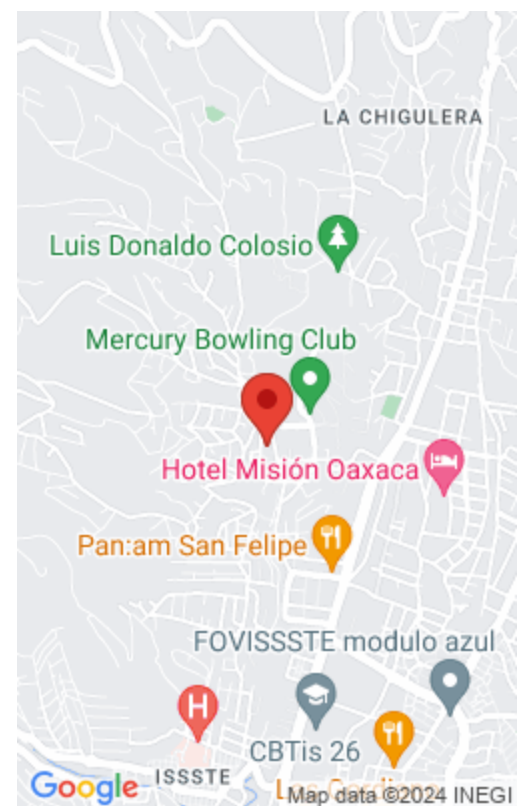 LA CHIGULERA
Luis Donaldo Colosio
Mercury Bowling Club
Hotel Misión Oaxaca
Pan:am San Felipe
FOVISSSTE modulo azul
H
CBTis 26
ISSSTE
Google
Map data ©2024 INEGI